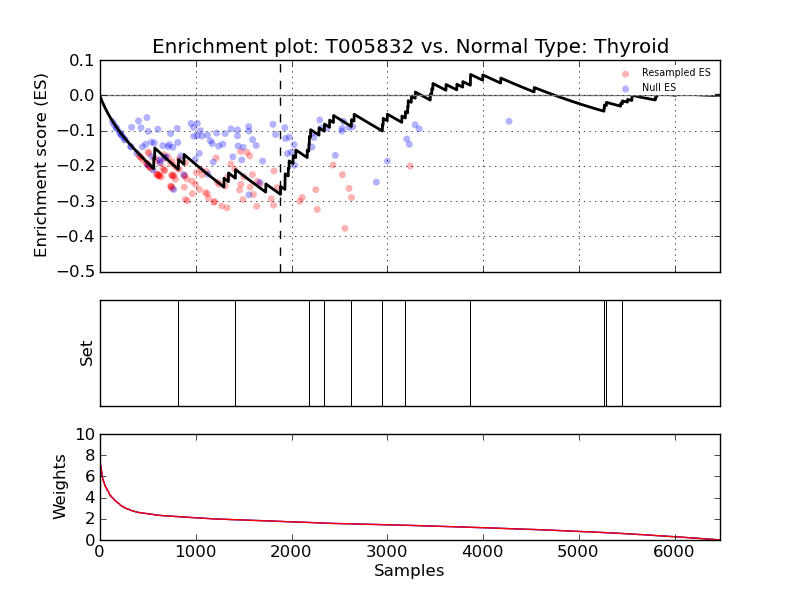 Enrichment plot: T005832 vs. Normal Type: Thyroid
Enrichment score (ES)
0.1
0.0
−0.1
−0.2
−0.3
−0.4
−0.5
Resampled ES
Null ES
Set
Weights
10
8
6
4
2
0
0 1000 2000 3000 4000 5000 6000
Samples